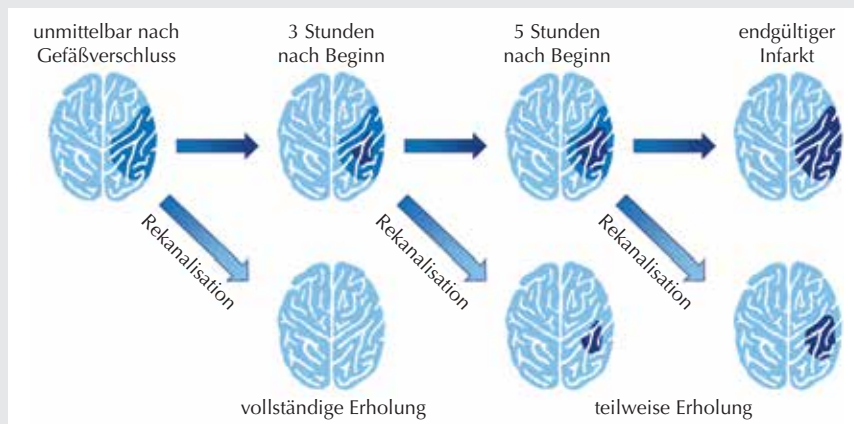 unmittelbar nach
Gefäßverschluss
3 Stunden
nach Beginn
5 Stunden
nach Beginn
endgültiger
Infarkt
Rekanalisation
Rekanalisation
Rekanalisation
vollständige Erholung
teilweise Erholung